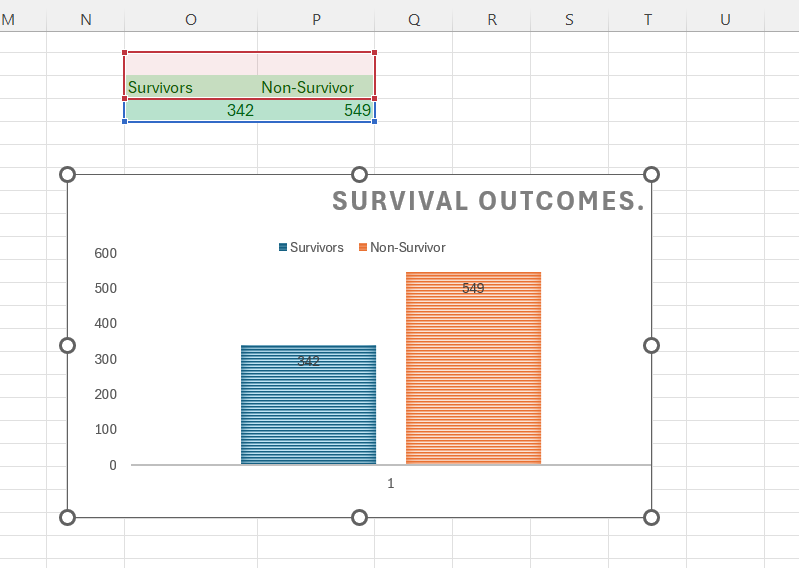 M N O P Q R S T U
Survivors Non-Survivor
342 549
SURVIVAL OUTCOMES.
Survivors Non-Survivor
600
500
400
300
200
100
0
549
342
1